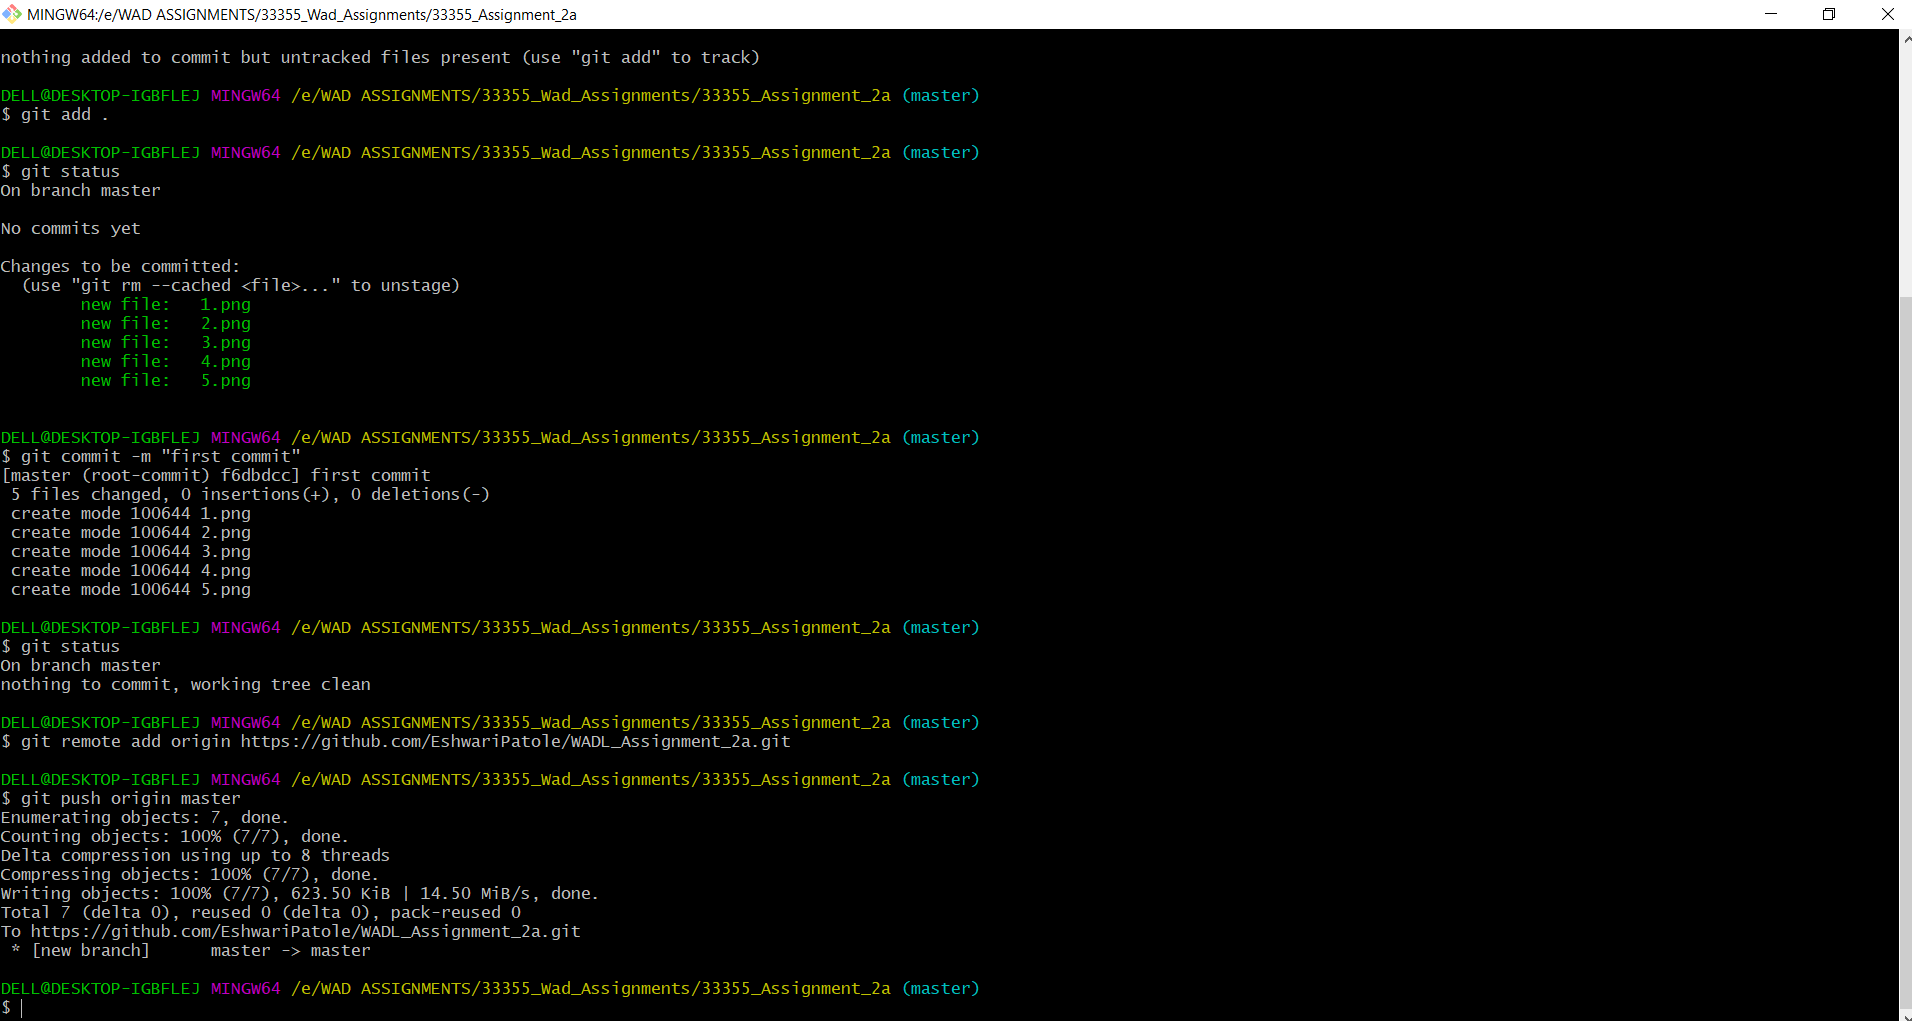 MINGW64:/e/WAD ASSIGNMENTS/33355_Wad_Assignments/33355_Assignment_2a
nothing added to commit but untracked files present (use "git add" to track)
DELL@DESKTOP-IGBFLEJ MINGW64 /e/WAD ASSIGNMENTS/33355_Wad_Assignments/33355_Assignment_2a (master)
$ git add .
DELL@DESKTOP-IGBFLEJ MINGW64 /e/WAD ASSIGNMENTS/33355_Wad_Assignments/33355_Assignment_2a (master)
$ git status
On branch master
No commits yet
Changes to be committed:
  (use "git rm --cached <file>..." to unstage)
        new file:   1.png
        new file:   2.png
        new file:   3.png
        new file:   4.png
        new file:   5.png
DELL@DESKTOP-IGBFLEJ MINGW64 /e/WAD ASSIGNMENTS/33355_Wad_Assignments/33355_Assignment_2a (master)
$ git commit -m "first commit"
[master (root-commit) f6dbdcc] first commit
 5 files changed, 0 insertions(+), 0 deletions(-)
 create mode 100644 1.png
 create mode 100644 2.png
 create mode 100644 3.png
 create mode 100644 4.png
 create mode 100644 5.png
DELL@DESKTOP-IGBFLEJ MINGW64 /e/WAD ASSIGNMENTS/33355_Wad_Assignments/33355_Assignment_2a (master)
$ git status
On branch master
nothing to commit, working tree clean
DELL@DESKTOP-IGBFLEJ MINGW64 /e/WAD ASSIGNMENTS/33355_Wad_Assignments/33355_Assignment_2a (master)
$ git remote add origin https://github.com/EshwariPatole/WADL_Assignment_2a.git
DELL@DESKTOP-IGBFLEJ MINGW64 /e/WAD ASSIGNMENTS/33355_Wad_Assignments/33355_Assignment_2a (master)
$ git push origin master
Enumerating objects: 7, done.
Counting objects: 100% (7/7), done.
Delta compression using up to 8 threads
Compressing objects: 100% (7/7), done.
Writing objects: 100% (7/7), 623.50 KiB | 14.50 MiB/s, done.
Total 7 (delta 0), reused 0 (delta 0), pack-reused 0
To https://github.com/EshwariPatole/WADL_Assignment_2a.git
 * [new branch]      master -> master
DELL@DESKTOP-IGBFLEJ MINGW64 /e/WAD ASSIGNMENTS/33355_Wad_Assignments/33355_Assignment_2a (master)
$